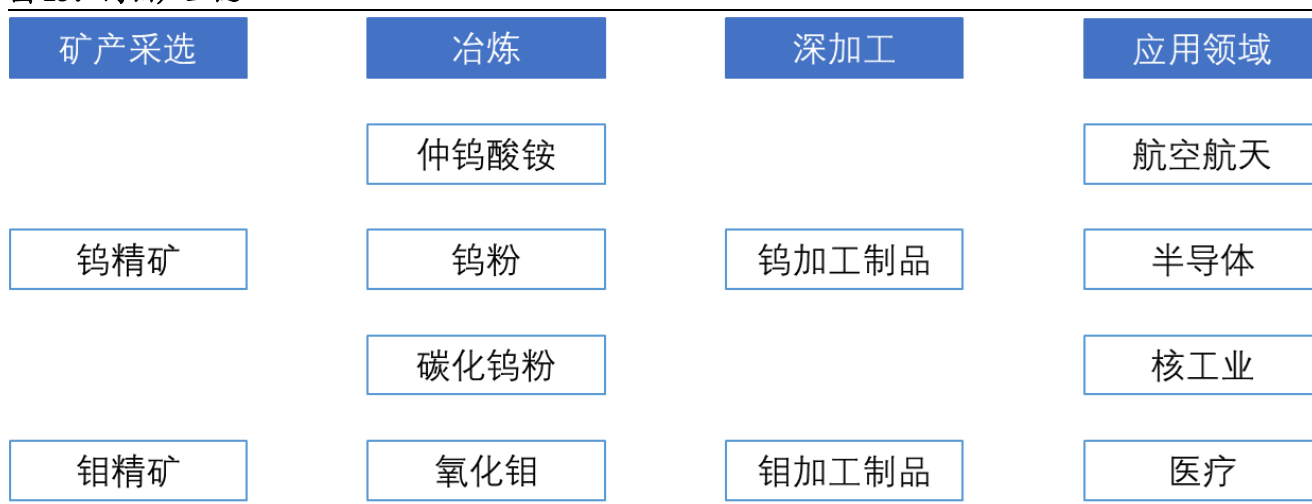 矿产采选 冶炼 深加工 应用领域
仲钨酸铵 航空航天
钨精矿 钨粉 钨加工制品 半导体
碳化钨粉 核工业
钼精矿 氧化钼 钼加工制品 医疗